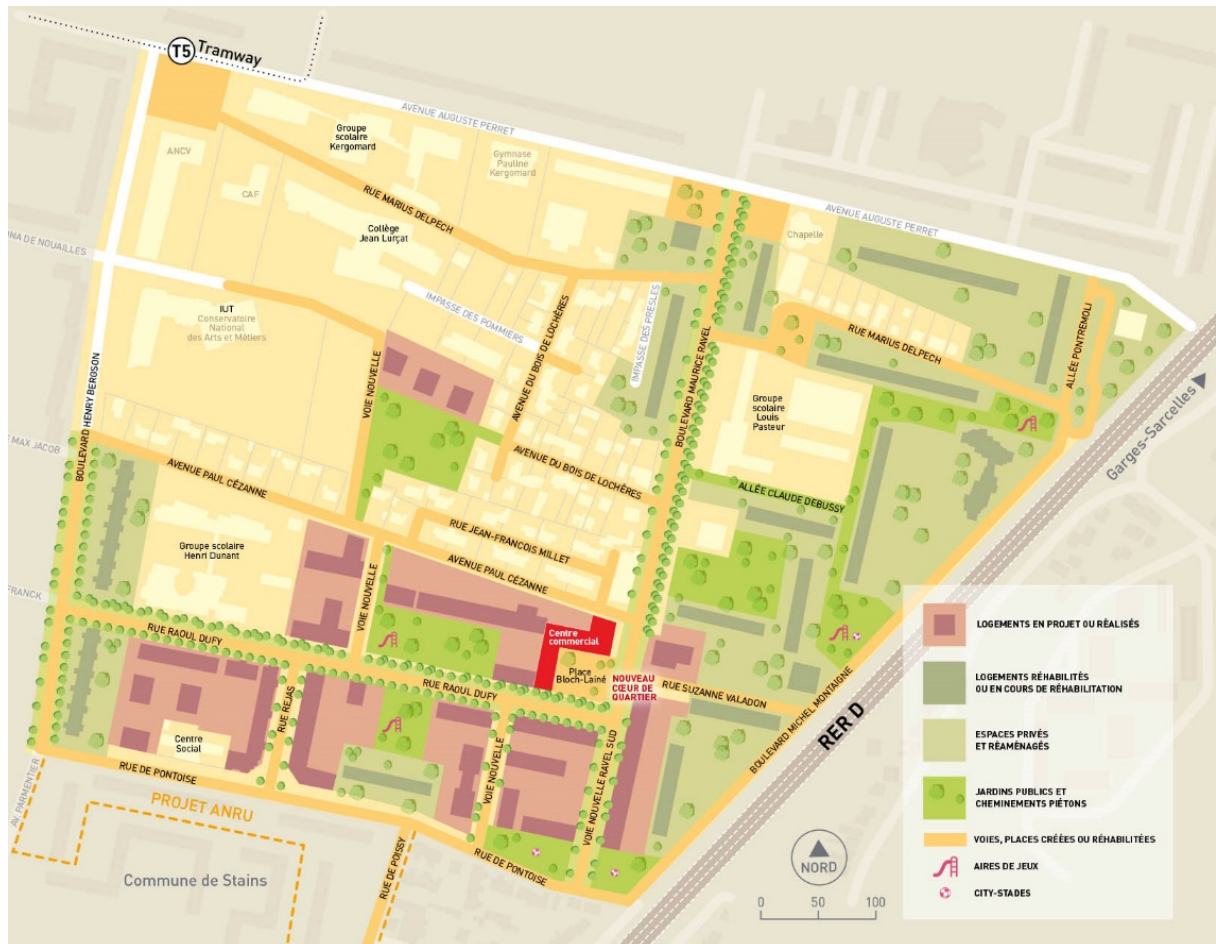 T5 Tramway
AVENUE AUGUSTE PERRET
Groupe
scolaire
Kergomard
ANCV
CAF
Gymnase
Pauline
Kergomard
RUE MARIUS DELPECH
Collège
Jean Lurçat
AVENUE AUGUSTE PERRET
Chapelle
NA DE NOUAILLES
IUT
Conservatoire
National
des Arts et Métiers
IMPASSE DES POMMIERS
AVENUE DU BOIS DE LOCHÈRES
IMPASSE DES PRESLES
BOULEVARD MAURICE RAVEL
RUE MARIUS DELPECH
ALLÉE PONTREMOLI
Garges-Sarcelles
BOULEVARD HENRY BERGSON
VOIE NOUVELLE
Groupe
scolaire
Louis
Pasteur
MAX JACOB
AVENUE PAUL CÉZANNE
AVENUE DU BOIS DE LOCHÈRES
ALLÉE CLAUDE DEBUSSY
RUE JEAN-FRANÇOIS MILLET
Groupe scolaire
Henri Dunant
AVENUE PAUL CÉZANNE
VOIE NOUVELLE
FRANCK
RUE RAOUL DUFY
Centre
commercial
Place
Bloch-Lainé
NOUVEAU
CŒUR DE
QUARTIER
RUE RAOUL DUFY
RUE SUZANNE VALADON
BOULEVARD MICHEL MONTAIGNE
RER D
RUE REJAS
Centre
Social
VOIE NOUVELLE
VOIE NOUVELLE RAVEL SUD
RUE DE PONTOISE
AV. PARMENTIER
PROJET ANRU
RUE DE POISSY
RUE DE PONTOISE
Commune de Stains
NORD
0 50 100
LOGEMENTS EN PROJET OU RÉALISÉS
LOGEMENTS RÉHABILITÉS
OU EN COURS DE RÉHABILITATION
ESPACES PRIVÉS
ET RÉAMÉNAGÉS
JARDINS PUBLICS ET
CHEMINEMENTS PIÉTONS
VOIES, PLACES CRÉÉES OU RÉHABILITÉES
AIRES DE JEUX
CITY-STADES